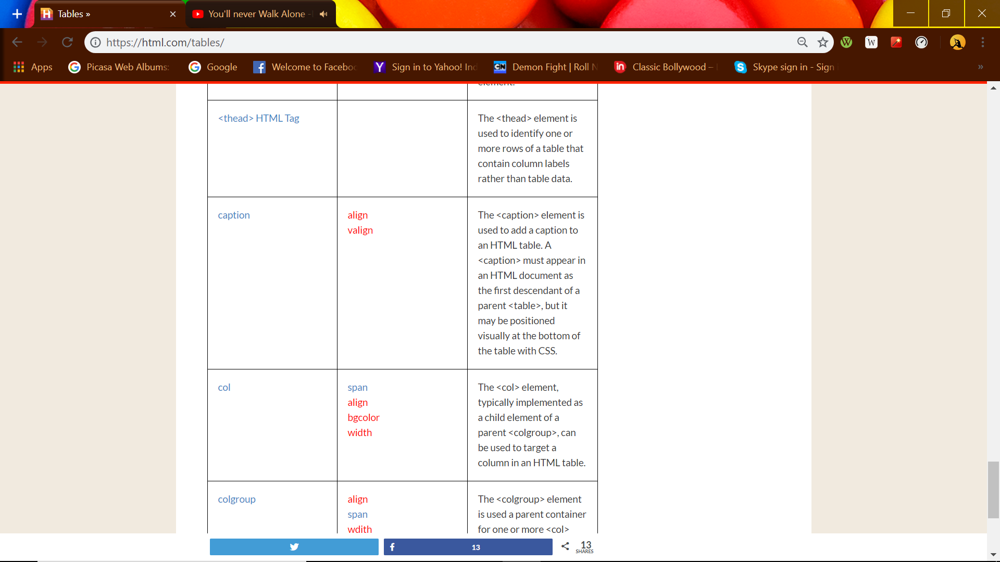 Tables »
You'll never Walk Alone -
https://html.com/tables/
Apps
Picasa Web Albums:
Google
Welcome to Faceboo
Sign in to Yahoo! Ind
Demon Fight | Roll N
Classic Bollywood –
Skype sign in - Sign
»
element.
<thead> HTML Tag
The <thead> element is
used to identify one or
more rows of a table that
contain column labels
rather than table data.
caption
align
valign
The <caption> element is
used to add a caption to
an HTML table. A
<caption> must appear in
an HTML document as
the first descendant of a
parent <table>, but it
may be positioned
visually at the bottom of
the table with CSS.
col
span
align
bgcolor
width
The <col> element,
typically implemented as
a child element of a
parent <colgroup>, can
be used to target a
column in an HTML table.
colgroup
align
span
wdith
The <colgroup> element
is used a parent container
for one or more <col>
13
13
SHARES